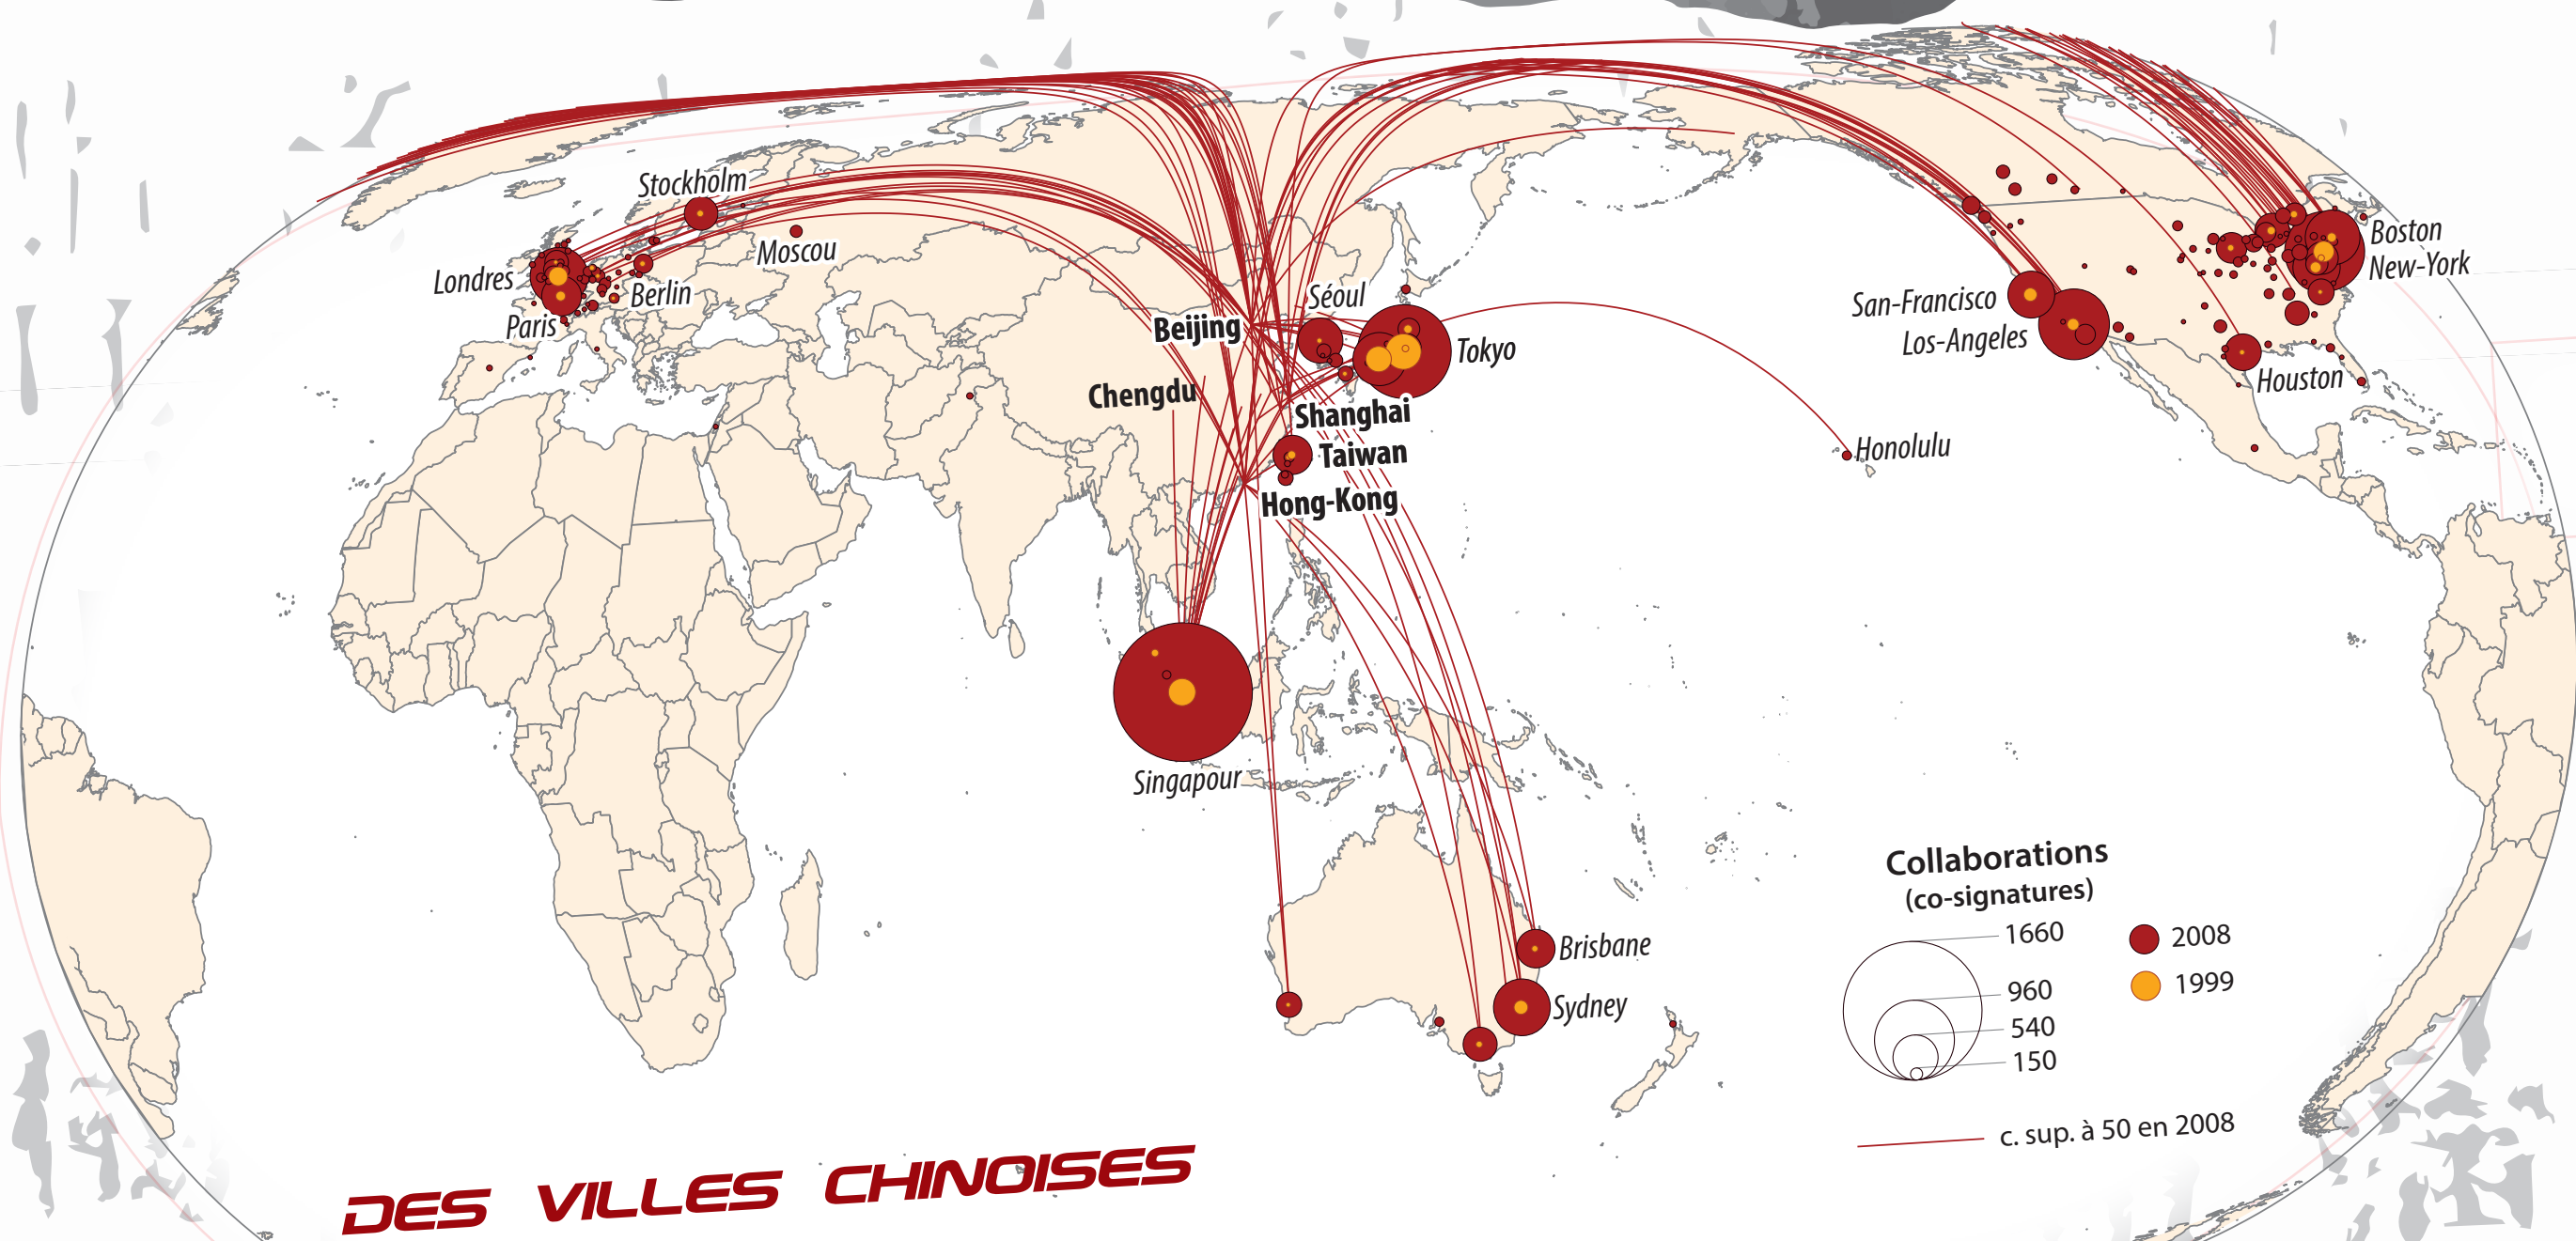 Stockholm
Moscou
Londres
Berlin
Paris
Beijing
Séoul
Tokyo
Chengdu
Shanghai
Taiwan
Hong-Kong
Singapour
Boston
New-York
San-Francisco
Los-Angeles
Houston
Honolulu
Brisbane
Sydney
Collaborations
(co-signatures)
1660
960
540
150
2008
1999
c. sup. à 50 en 2008
DES VILLES CHINOISES